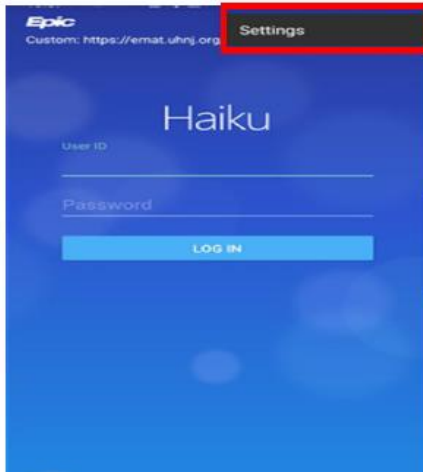 Epic
Settings
Custom: https://emat.uhnj.org
Haiku
User ID
Password
LOG IN